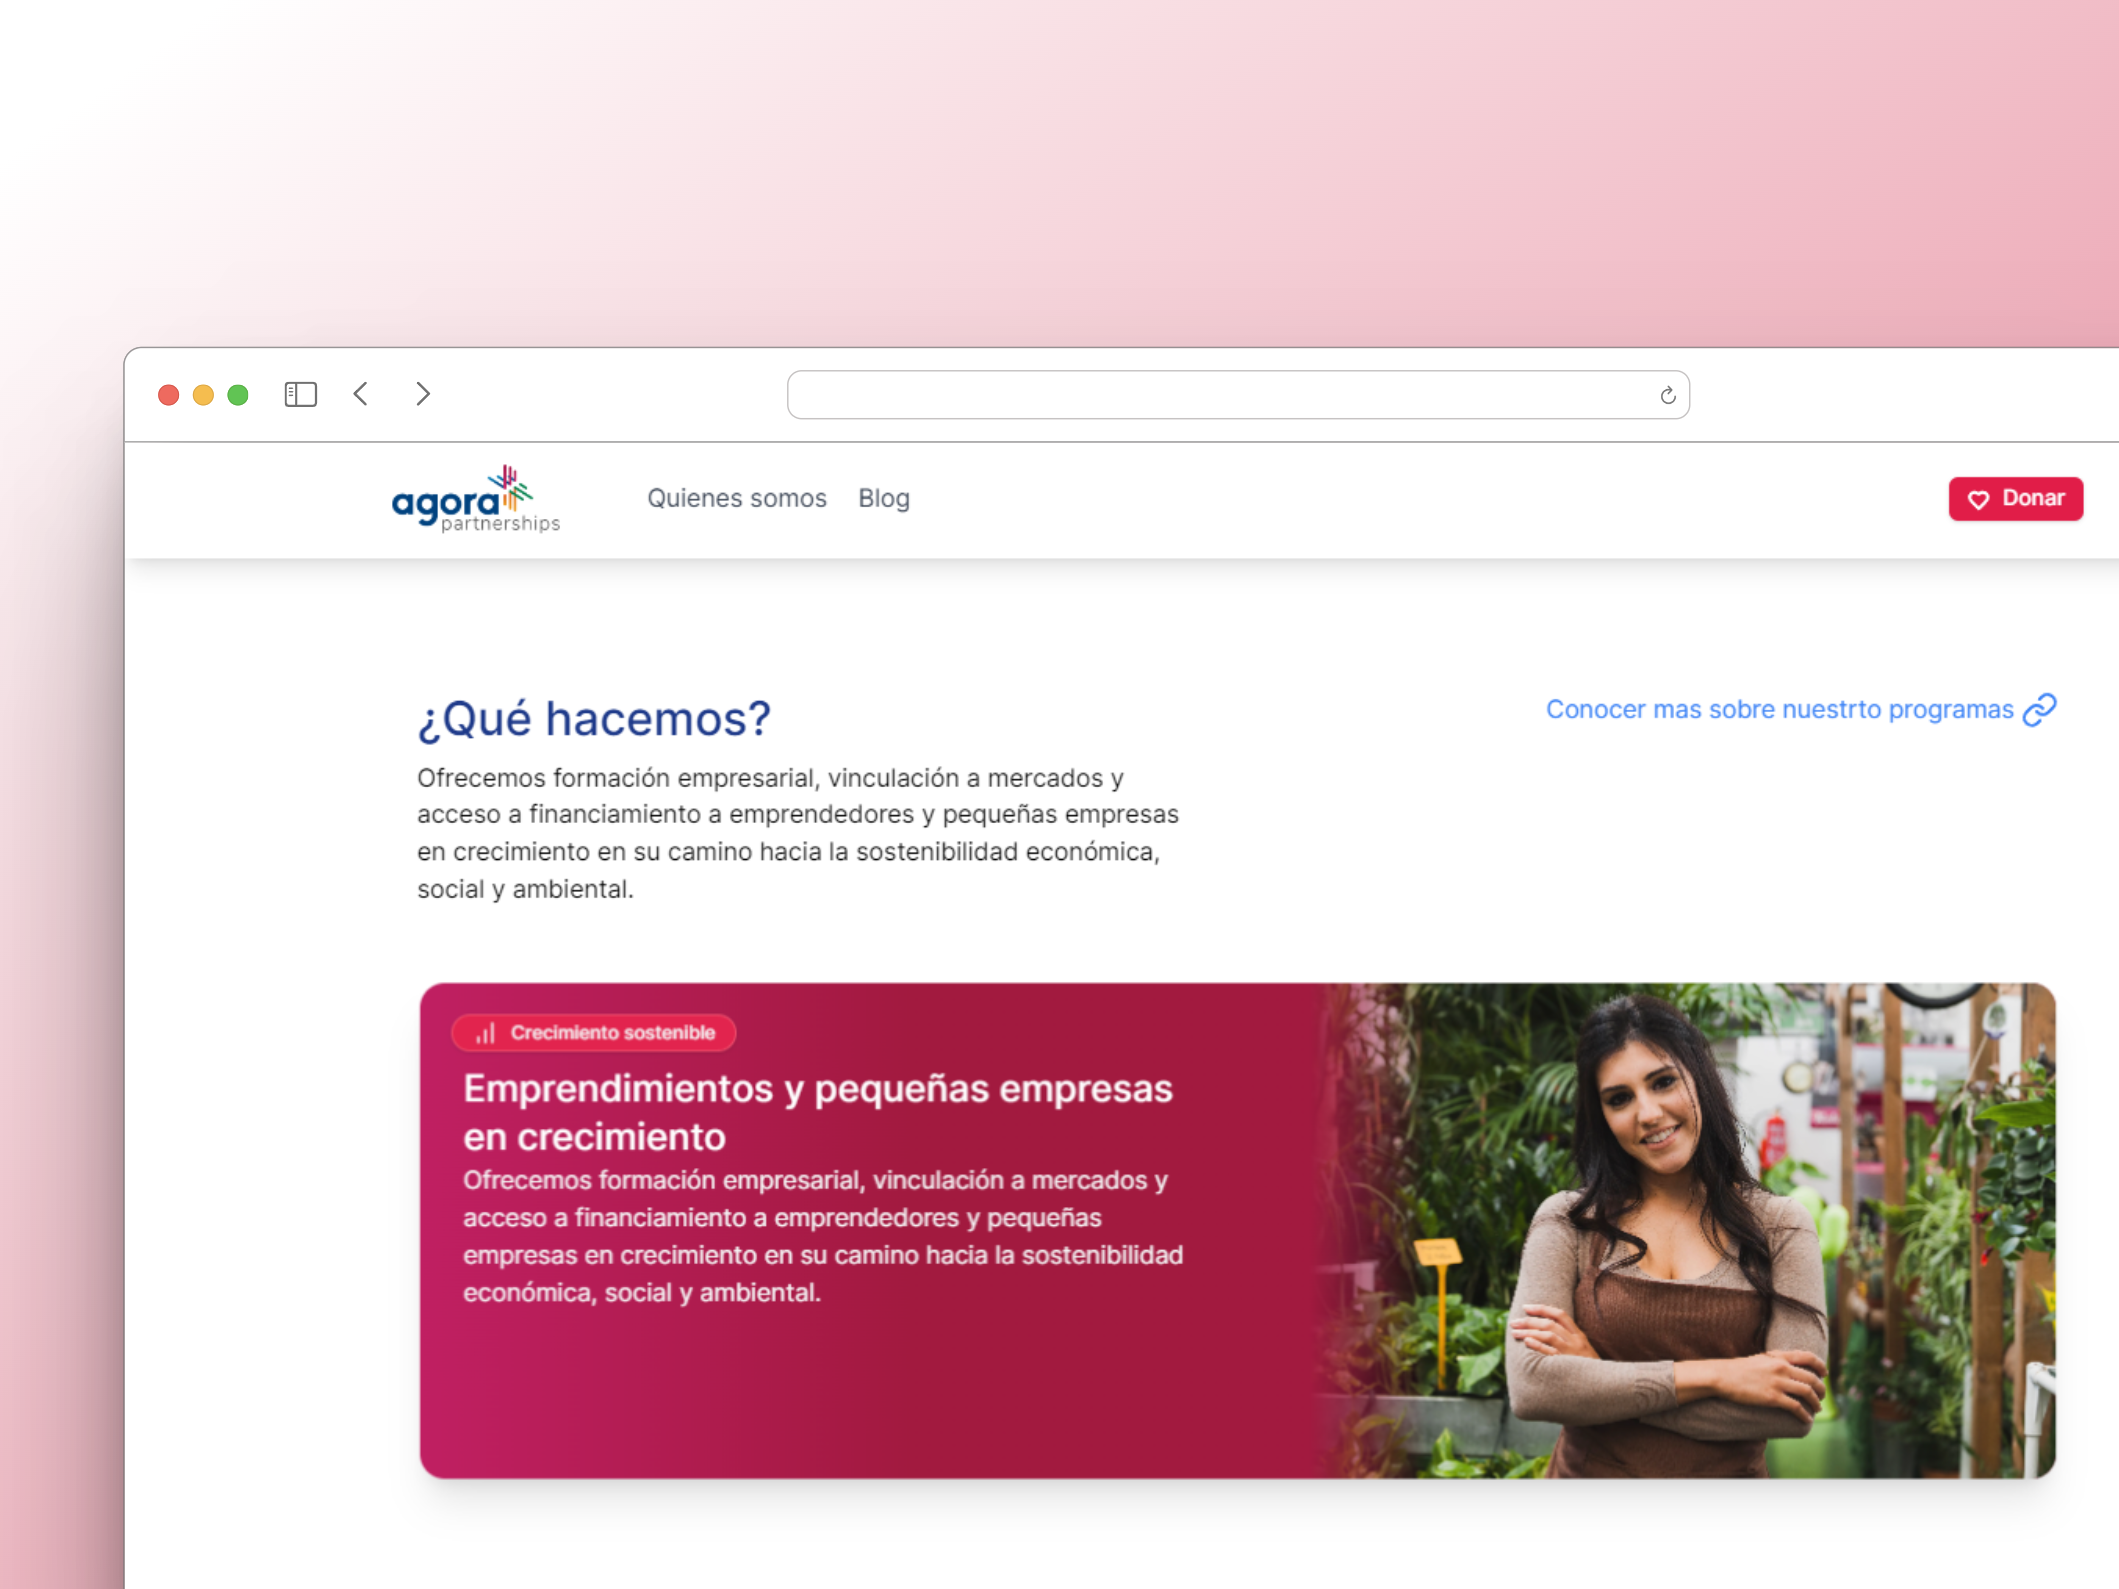 agora
partnerships
Quienes somos
Blog
Donar
¿Qué hacemos?
Conocer mas sobre nuestrto programas
Ofrecemos formación empresarial, vinculación a mercados y
acceso a financiamiento a emprendedores y pequeñas empresas
en crecimiento en su camino hacia la sostenibilidad económica,
social y ambiental.
Crecimiento sostenible
Emprendimientos y pequeñas empresas
en crecimiento
Ofrecemos formación empresarial, vinculación a mercados y
acceso a financiamiento a emprendedores y pequeñas
empresas en crecimiento en su camino hacia la sostenibilidad
económica, social y ambiental.